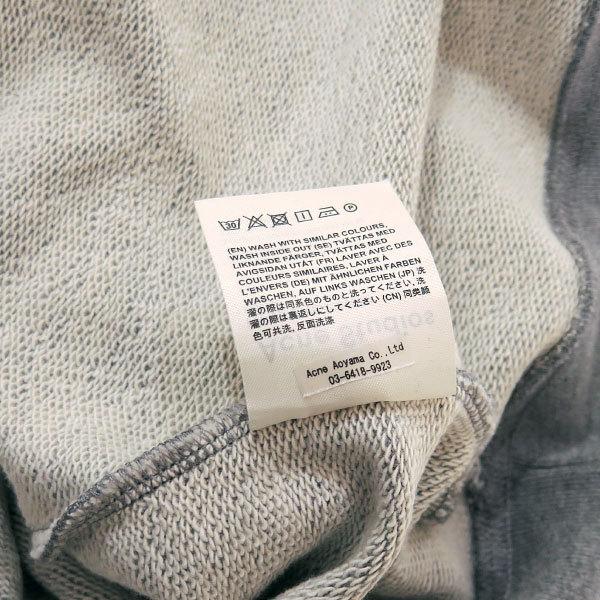 30 P
(EN) WASH WITH SIMILAR COLOURS,
WASH INSIDE OUT (SE) TVÄTTAS MED
LIKNANDE FÄRGER, TVÄTTAS MED
AVIGSIDAN UTÅT (FR) LAVER AVEC DES
COULEURS SIMILAIRES, LAVER À
L'ENVERS (DE) MIT ÄHNLICHEN FARBEN
WASCHEN, AUF LINKS WASCHEN (JP) 洗
濯の際は同系色のものと洗ってください、洗
濯の際は裏返しにしてください (CN) 同类颜
色可共洗, 反面洗涤
Acne Aoyama Co.,Ltd
03-6418-9923